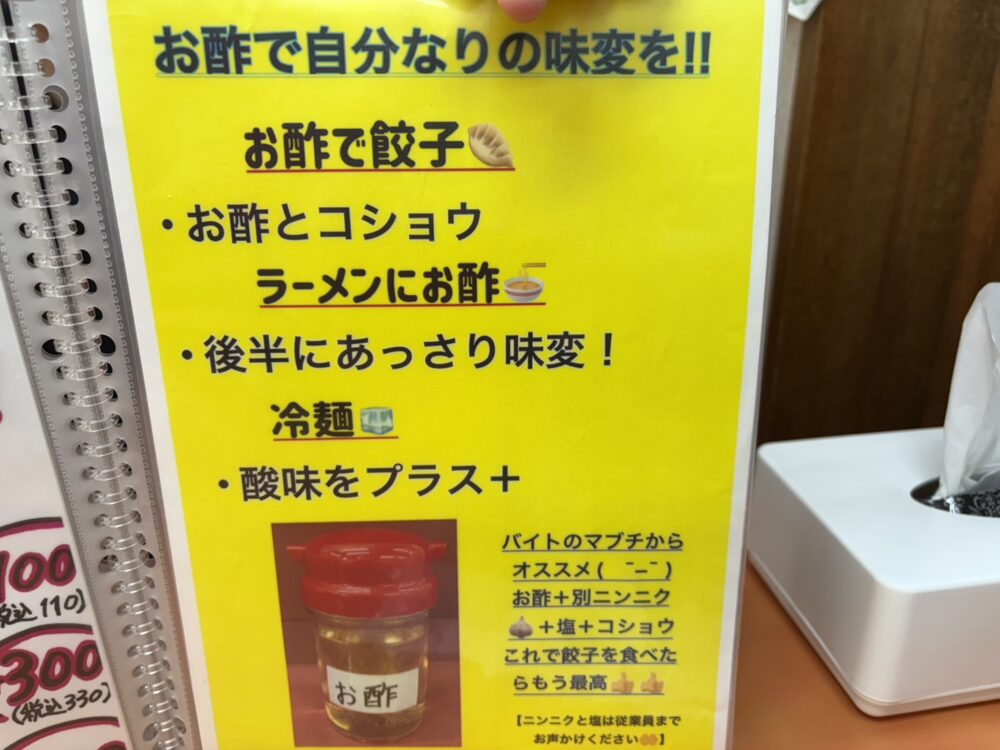 お酢で自分なりの味変を!!
お酢で餃子🥟
・お酢とコショウ
ラーメンにお酢🍜
・後半にあっさり味変！
冷麺🧊
・酸味をプラス＋
バイトのマブチから
オススメ(　¯−¯ )
お酢＋別ニンニク
🧄＋塩＋コショウ
これで餃子を食べた
らもう最高👍👍
【ニンニクと塩は従業員まで
お声かけください🤲】
お酢
100
税込110)
300
(税込330)